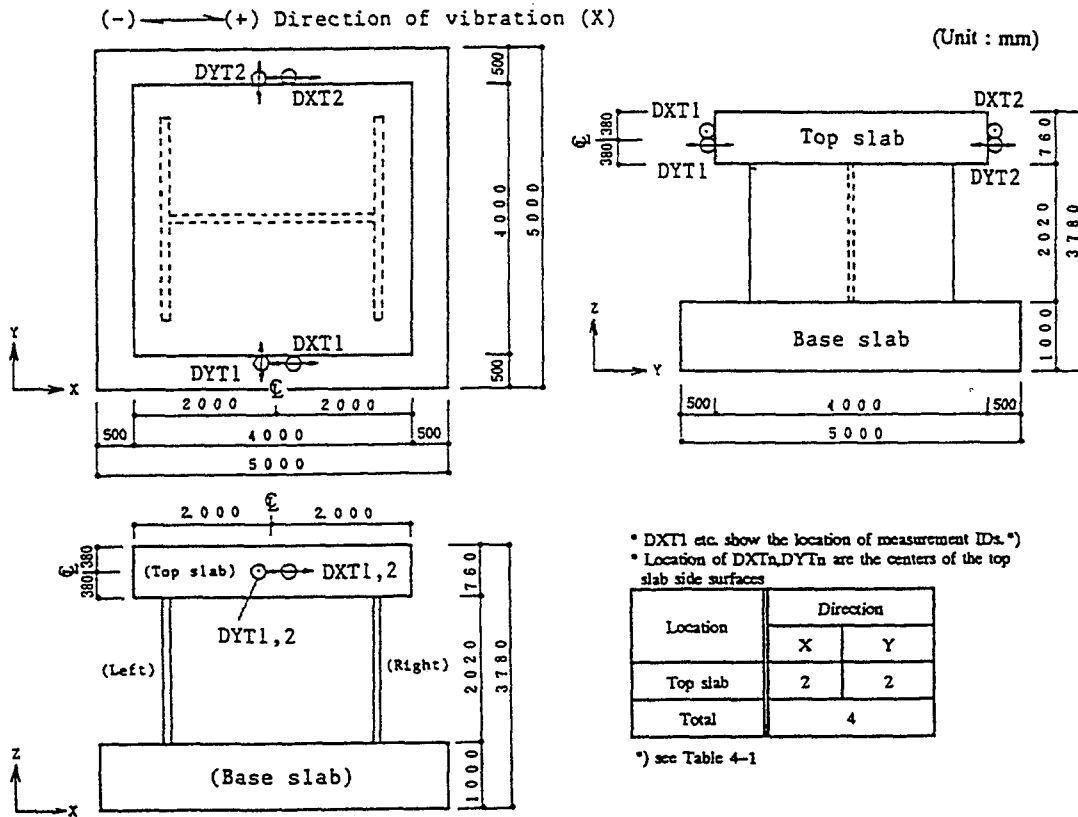 (-) (+) Direction of vibration (X)
(Unit : mm)
DYT2
DXT2
500
4000
5000
500
DXT1
DYT1
Y
X
℄
2000 2000
500 4000 500
5000
DXT1
DXT2
℄
380 380
Top slab
760
DYT1
DYT2
2020
3780
Z
Base slab
1000
Y
500 4000 500
5000
℄
2000 2000
℄
380 380
(Top slab)
DXT1,2
760
DYT1,2
(Left)
(Right)
2020
3780
Z
(Base slab)
1000
X
* DXT1 etc. show the location of measurement IDs.*)
* Location of DXTn,DYTn are the centers of the top
slab side surfaces
Location Direction
X Y
Top slab 2 2
Total 4
*) see Table 4-1